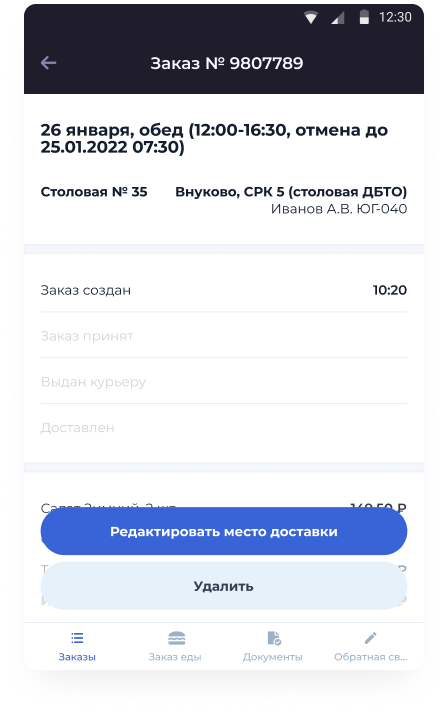 12:30
Заказ № 9807789
26 января, обед (12:00-16:30, отмена до
25.01.2022 07:30)
Столовая № 35 Внуково, СРК 5 (столовая ДБТО)
Иванов А.В. ЮГ-040
Заказ создан 10:20
Заказ принят
Выдан курьеру
Доставлен
Салат Зимний, 2 шт. 149,50 ₽
Редактировать место доставки
Удалить
Заказы Заказ еды Документы Обратная св...